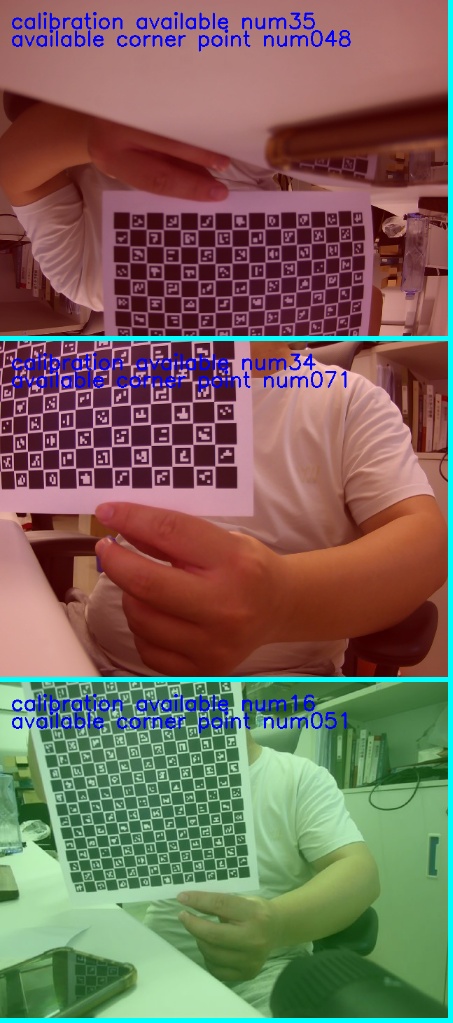 calibration available num35
available corner point num048
calibration available num34
available corner point num071
calibration available num16
available corner point num051